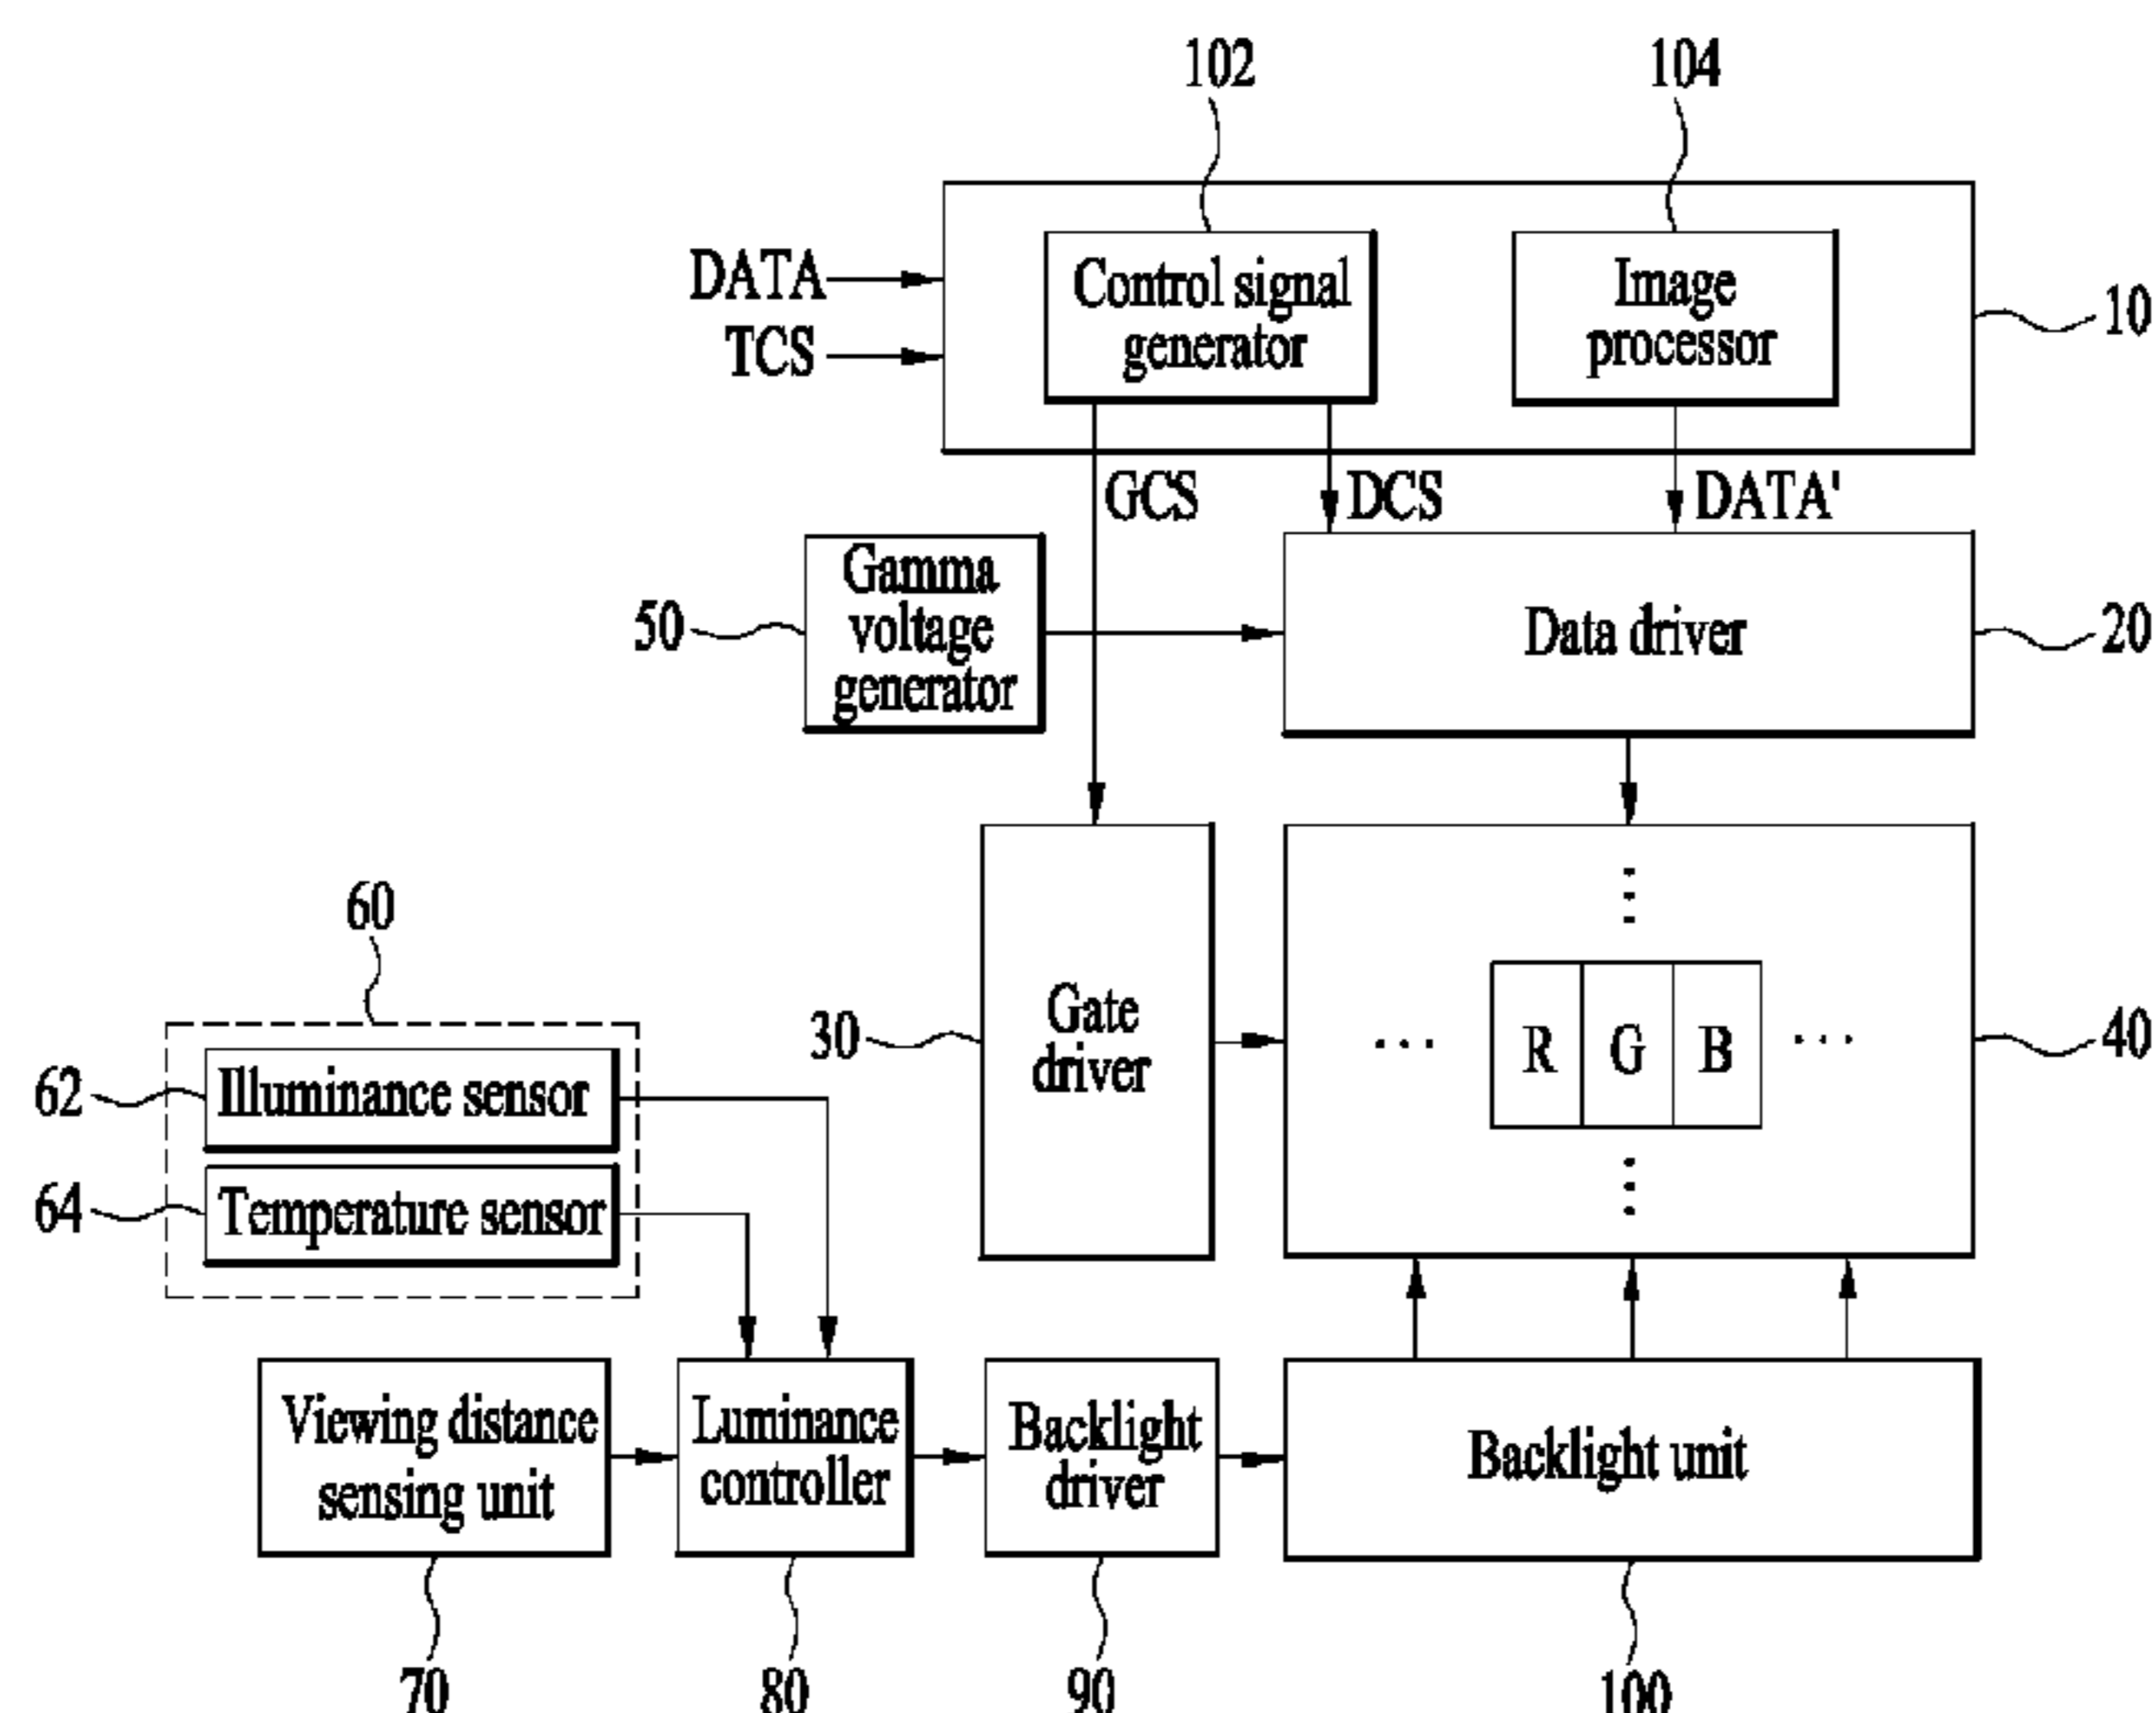 102
104
DATA
TCS
Control signal
generator
Image
processor
10
GCS
DCS
DATA'
50
Gamma
voltage
generator
Data driver
20
60
62
Illuminance sensor
64
Temperature sensor
30
Gate
driver
R
G
B
40
Viewing distance
sensing unit
Luminance
controller
Backlight
driver
Backlight unit
70
80
90
100